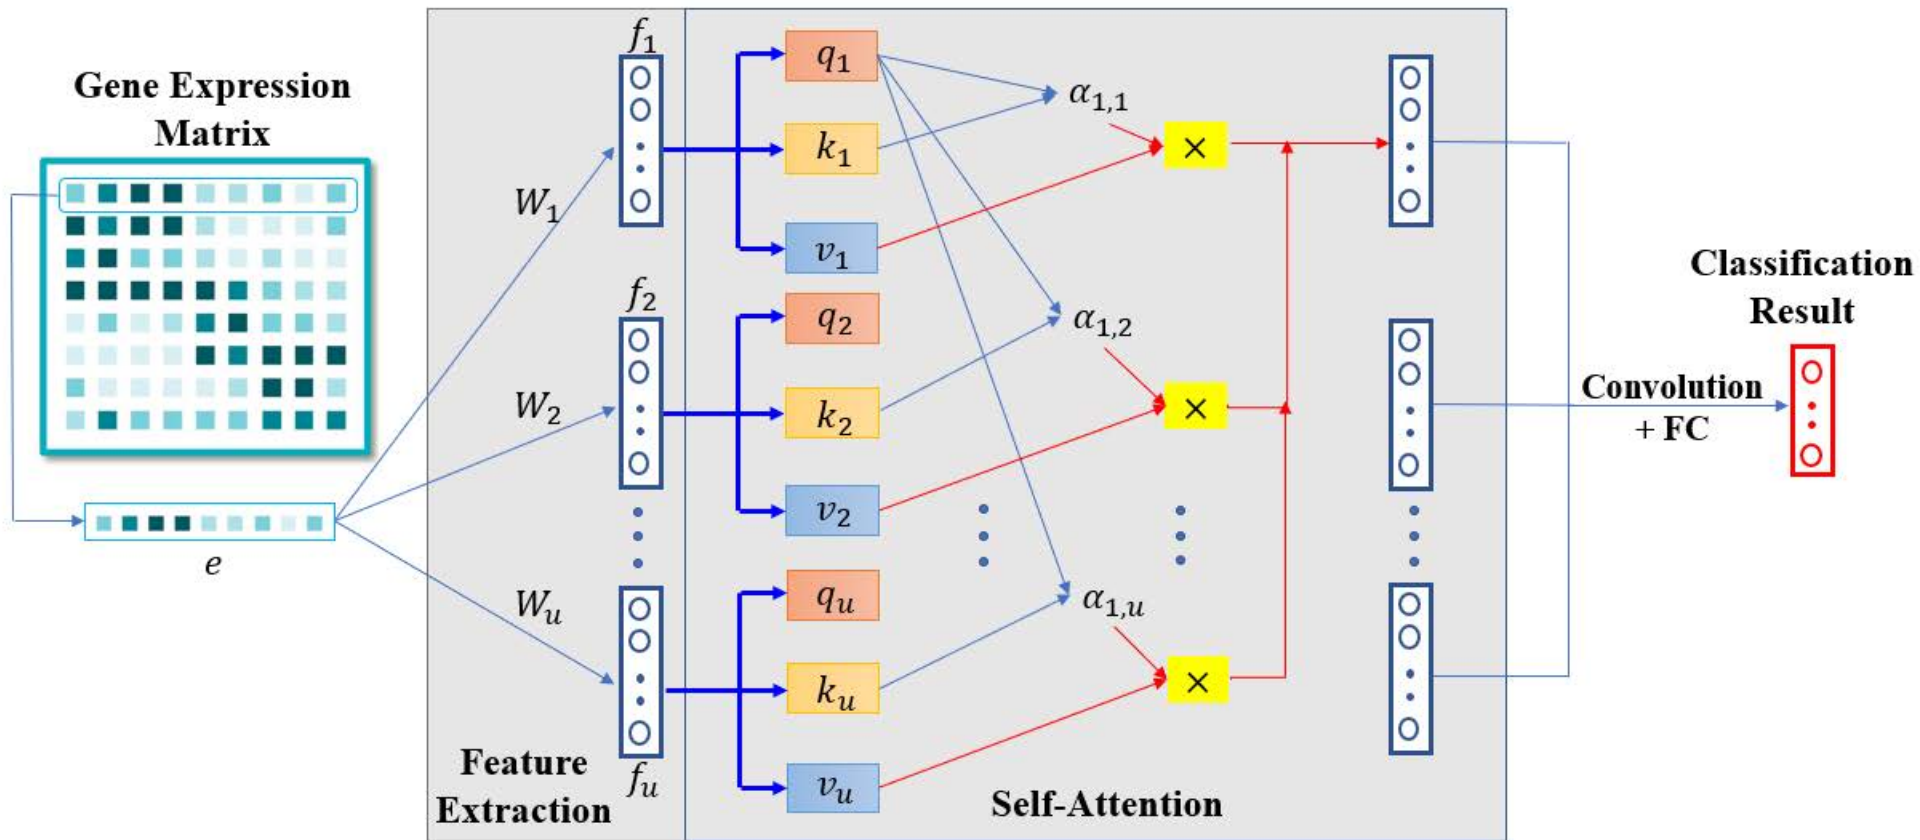 Gene Expression
Matrix
e
W₁
W₂
Wᵤ
Feature
Extraction
f₁
f₂
fᵤ
q₁
k₁
v₁
q₂
k₂
v₂
qᵤ
kᵤ
vᵤ
α₁,₁
α₁,₂
α₁,ᵤ
×
×
×
Self-Attention
Convolution
+ FC
Classification
Result